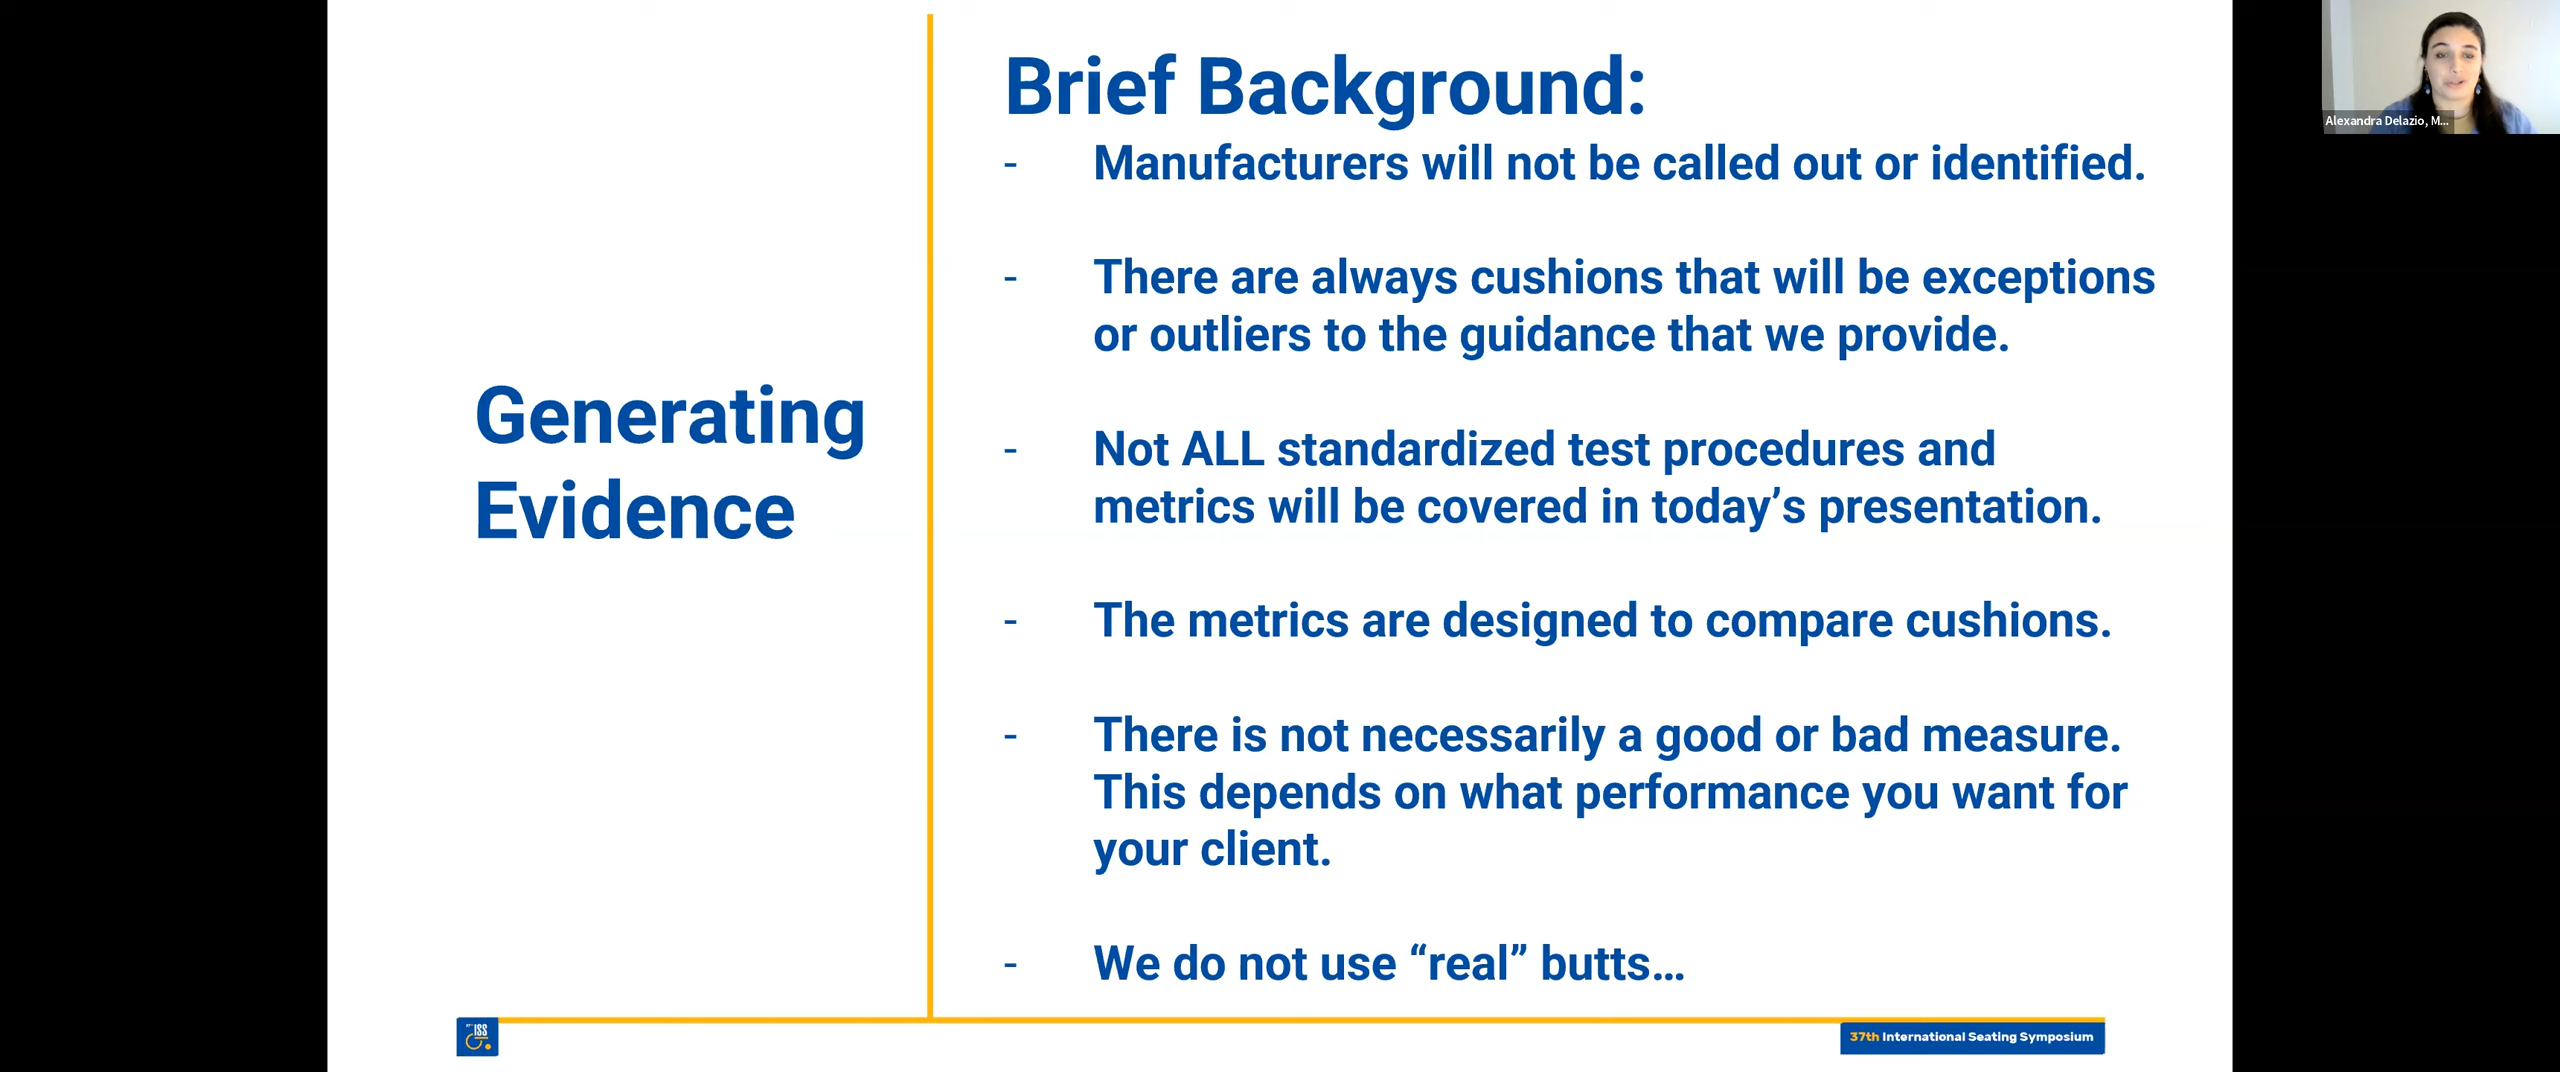 Generating
Evidence
Brief Background:
- Manufacturers will not be called out or identified.
- There are always cushions that will be exceptions
or outliers to the guidance that we provide.
- Not ALL standardized test procedures and
metrics will be covered in today’s presentation.
- The metrics are designed to compare cushions.
- There is not necessarily a good or bad measure.
This depends on what performance you want for
your client.
- We do not use “real” butts…
ISS
37th International Seating Symposium
Alexandra Delazio, M...